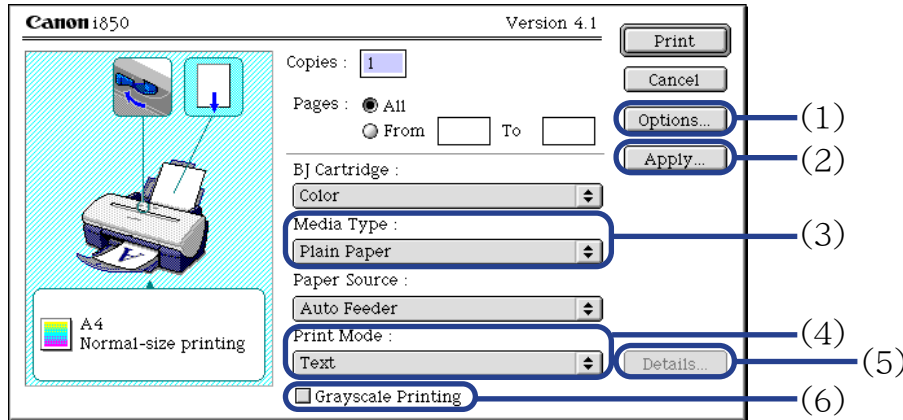 Canon i850 Version 4.1
Print
Copies : 1
Cancel
Pages : All
Options... (1)
From To
Apply... (2)
BJ Cartridge :
Color
Media Type :
Plain Paper (3)
Paper Source :
Auto Feeder
A4
Normal-size printing
Print Mode : (4)
Text
Details... (5)
Grayscale Printing (6)
A